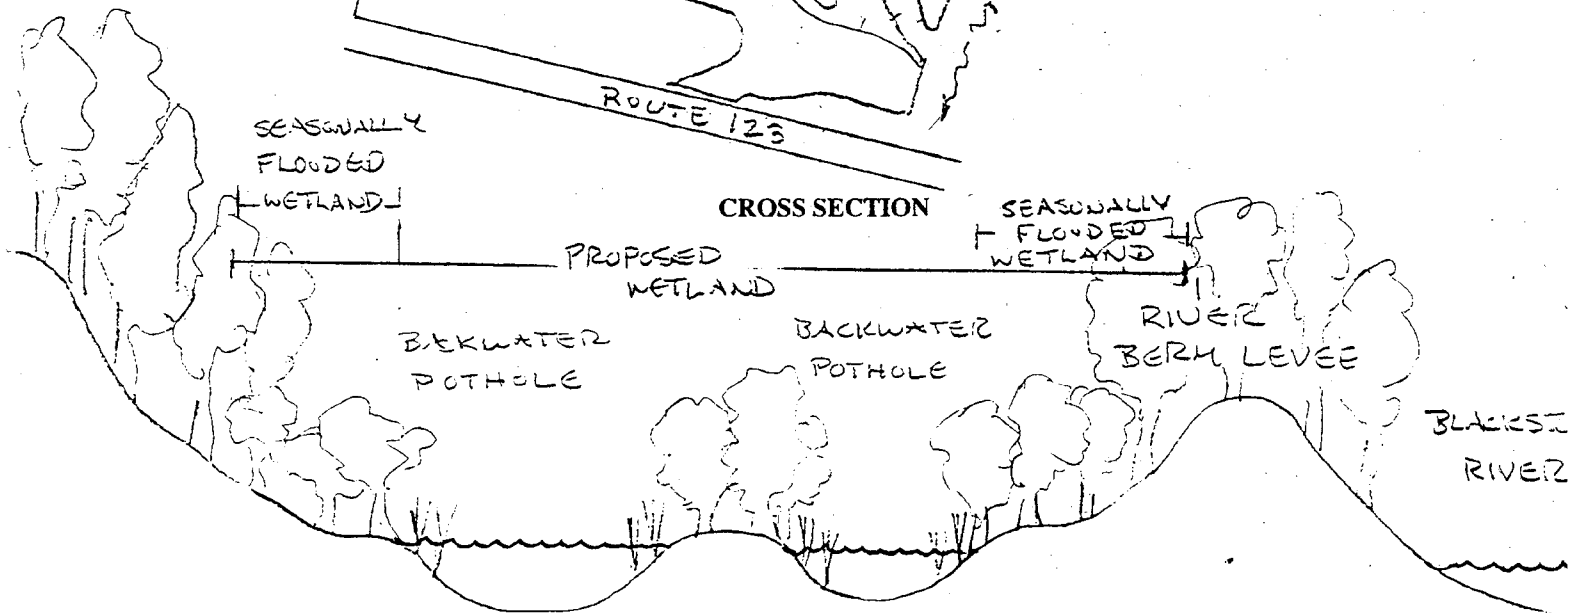 ROUTE 123
SEASONALLY
FLOODED
WETLAND
CROSS SECTION
SEASONALLY
FLOODED
WETLAND
PROPOSED
WETLAND
BACKWATER
POTHOLE
BACKWATER
POTHOLE
RIVER
BERM LEVEE
RIVER